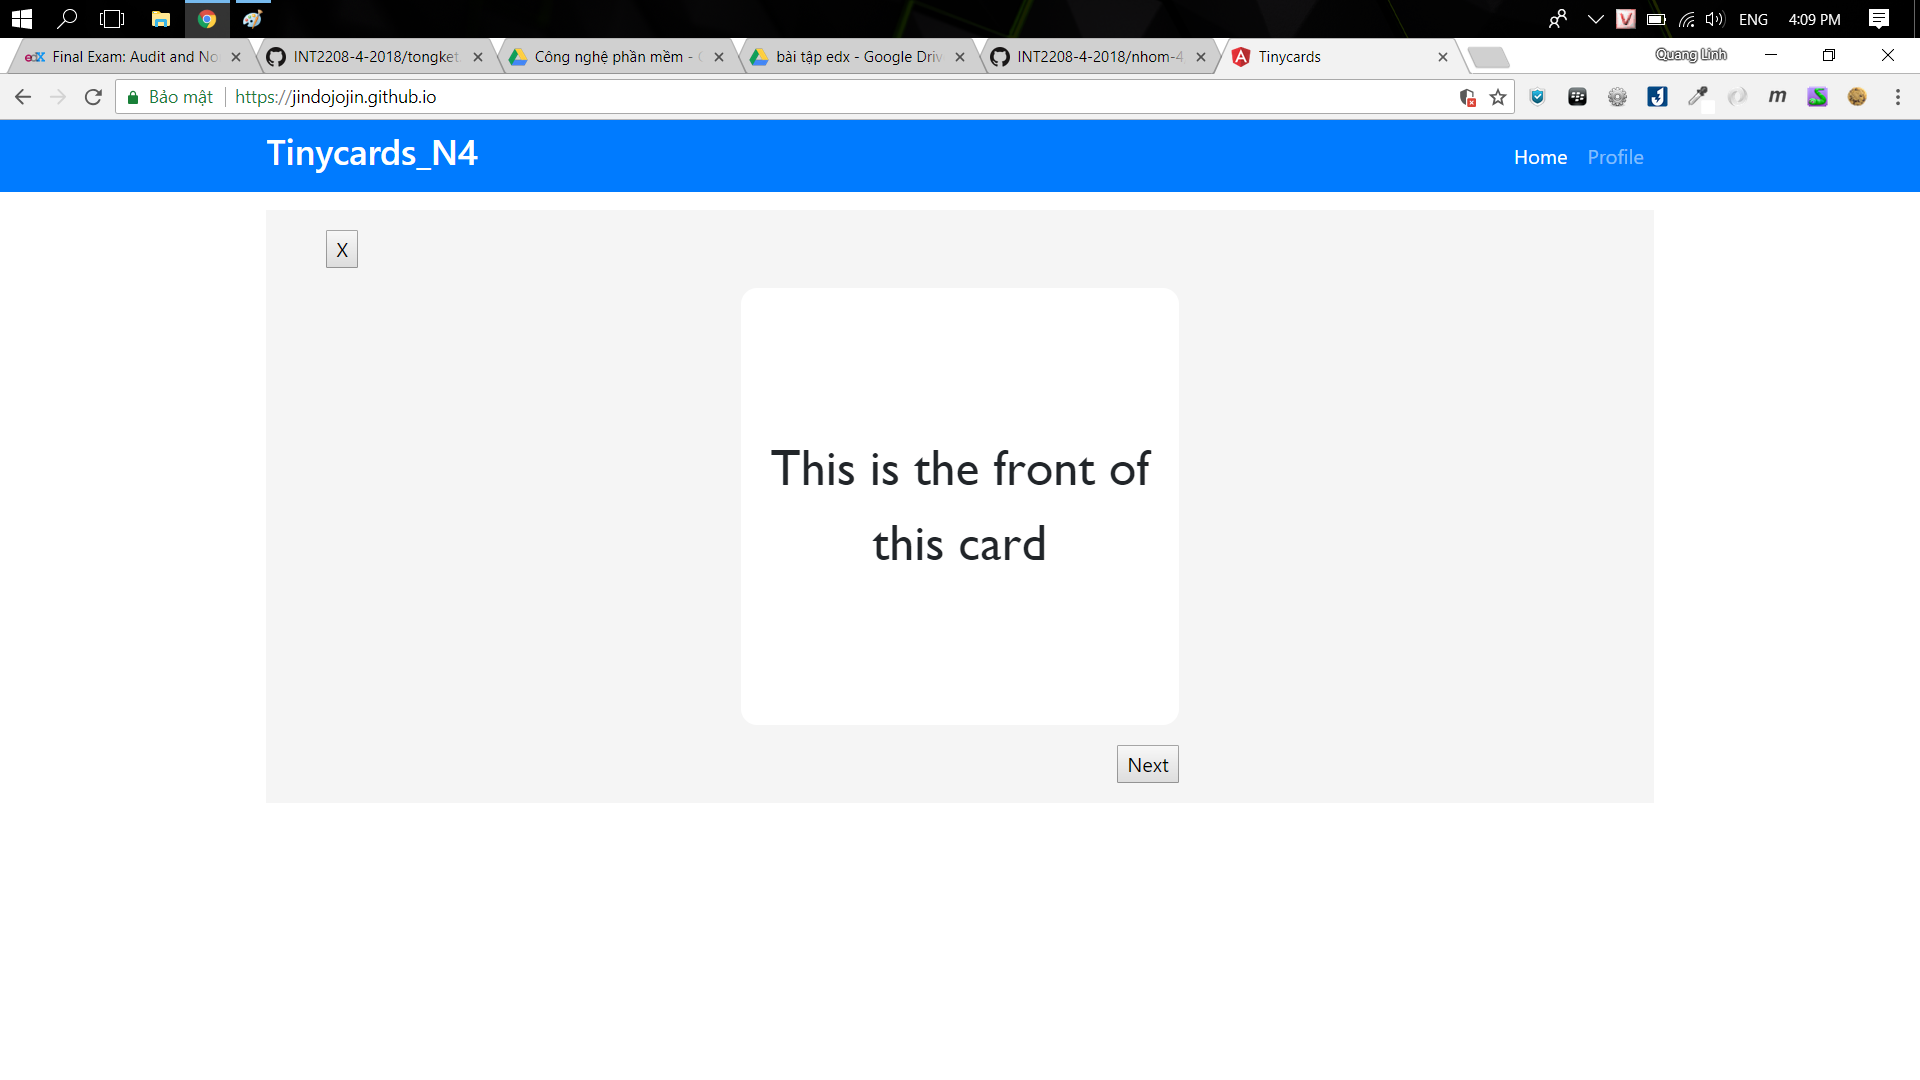 ENG 4:09 PM
edX Final Exam: Audit and No
INT2208-4-2018/tongket
Công nghệ phần mềm -
bài tập edx - Google Driv
INT2208-4-2018/nhom-4
Tinycards
Quang Linh
Bảo mật https://jindojojin.github.io
Tinycards_N4
Home Profile
X
This is the front of
this card
Next